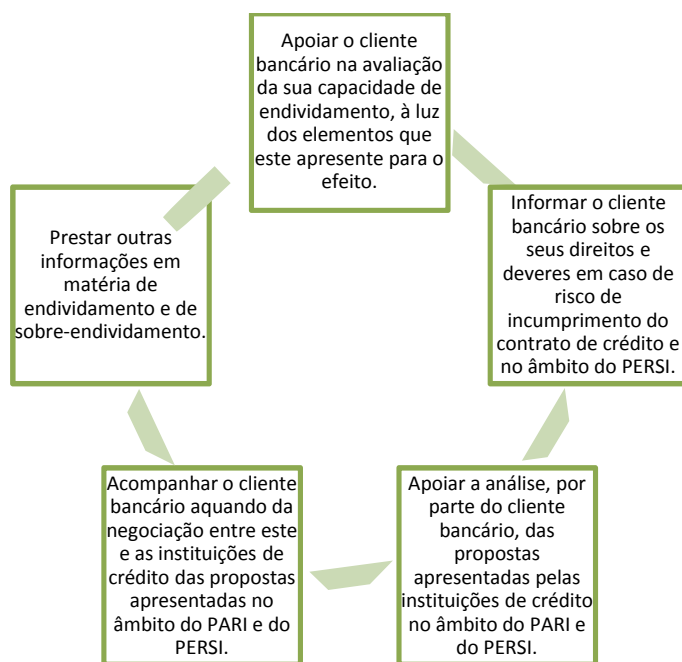 Apoiar o cliente
bancário na avaliação
da sua capacidade de
endividamento, à luz
dos elementos que
este apresente para o
efeito.
Informar o cliente
bancário sobre os
seus direitos e
deveres em caso de
risco de
incumprimento do
contrato de crédito e
no âmbito do PERSI.
Apoiar a análise, por
parte do cliente
bancário, das
propostas
apresentadas pelas
instituições de crédito
no âmbito do PARI e
do PERSI.
Acompanhar o cliente
bancário aquando da
negociação entre este
e as instituições de
crédito das propostas
apresentadas no
âmbito do PARI e do
PERSI.
Prestar outras
informações em
matéria de
endividamento e de
sobre-endividamento.